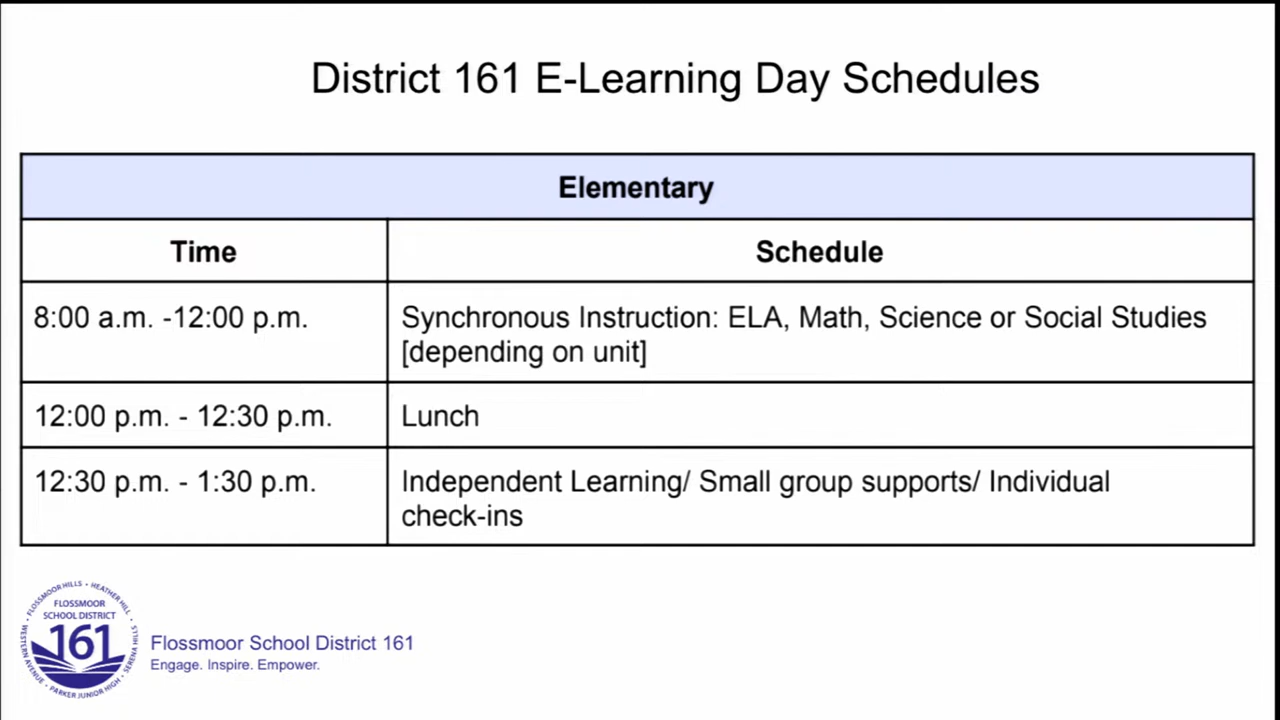 District 161 E-Learning Day Schedules
Elementary
Time
Schedule
8:00 a.m. -12:00 p.m.
Synchronous Instruction: ELA, Math, Science or Social Studies
[depending on unit]
12:00 p.m. - 12:30 p.m.
Lunch
12:30 p.m. - 1:30 p.m.
Independent Learning/ Small group supports/ Individual
check-ins
FLOSSMOOR HILLS • HEATHER HILL • SERENA HILLS • PARKER JUNIOR HIGH • WESTERN AVENUE •
FLOSSMOOR
SCHOOL DISTRICT
161
Flossmoor School District 161
Engage. Inspire. Empower.